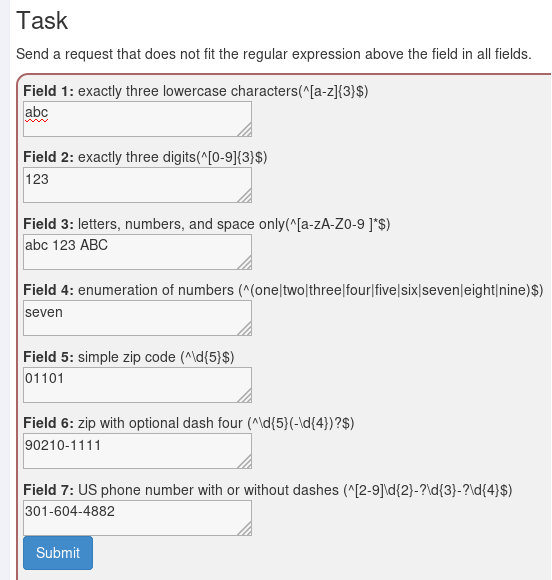 Task
Send a request that does not fit the regular expression above the field in all fields.
Field 1: exactly three lowercase characters(^[a-z]{3}$)
abc
Field 2: exactly three digits(^[0-9]{3}$)
123
Field 3: letters, numbers, and space only(^[a-zA-Z0-9 ]*$)
abc 123 ABC
Field 4: enumeration of numbers (^(one|two|three|four|five|six|seven|eight|nine)$)
seven
Field 5: simple zip code (^\d{5}$)
01101
Field 6: zip with optional dash four (^\d{5}(-\d{4})?$)
90210-1111
Field 7: US phone number with or without dashes (^[2-9]\d{2}-?\d{3}-?\d{4}$)
301-604-4882
Submit